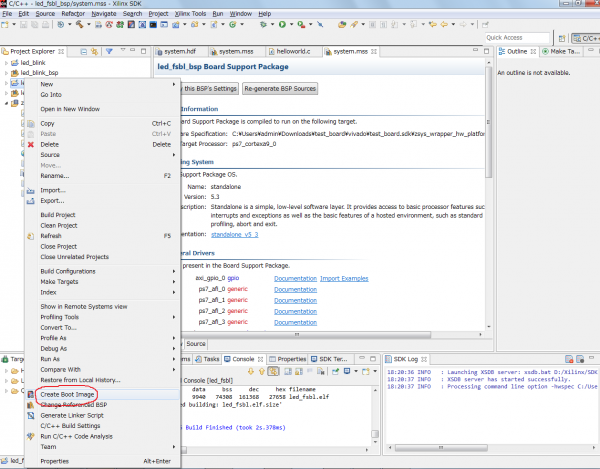 C/C++ - led_fsbl_bsp/system.mss - Xilinx SDK
File Edit Source Refactor Navigate Search Project Xilinx Tools Run Window Help
Quick Access
C/C++
Project Explorer
system.hdf
system.mss
helloworld.c
system.mss
Outline
Make Ta...
An outline is not available.
led_blink
led_blink_bsp
led_fsbl_bsp Board Support Package
this BSP's Settings
Re-generate BSP Sources
Information
Board Support Package is compiled to run on the following target.
are Specification: C:¥Users¥admin¥Downloads¥test_board¥vivado¥test_board.sdk¥zsys_wrapper_hw_platfo
Target Processor: ps7_cortexa9_0
ing System
upport Package OS.
Name: standalone
Version: 5.3
scription: Standalone is a simple, low-level software layer. It provides access to basic processor features suc
interrupts and exceptions as well as the basic features of a hosted environment, such as standard
profiling, abort and exit.
entation: standalone_v5_3
eral Drivers
present in the Board Support Package.
axi_gpio_0 gpio Documentation Import Examples
ps7_afi_0 generic Documentation
ps7_afi_1 generic Documentation
ps7_afi_2 generic Documentation
ps7_afi_3 generic Documentation
Source
New
Go Into
Open in New Window
Copy Ctrl+C
Paste Ctrl+V
Delete Delete
Source
Move...
Rename... F2
Import...
Export...
Build Project
Clean Project
Refresh F5
Close Project
Close Unrelated Projects
Build Configurations
Make Targets
Index
Show in Remote Systems view
Profiling Tools
Convert To...
Profile As
Debug As
Run As
Compare With
Restore from Local History...
Create Boot Image
Change Referenced BSP
Generate Linker Script
C/C++ Build Settings
Run C/C++ Code Analysis
Team
Properties Alt+Enter
Targe
ms
Tasks
Console
Properties
SDK Ter...
Console [led_fsbl]
data bss dec hex filename
9940 74308 161368 27658 led_fsbl.elf
ed building: led_fsbl.elf.size'
Build Finished (took 2s.378ms)
SDK Log
18:20:36 INFO : Launching XSDB server: xsdb.bat D:/Xilinx/SDK
18:20:37 INFO : XSDB server has started successfully.
18:20:37 INFO : Processing command line option -hwspec C:/Use
led_fs